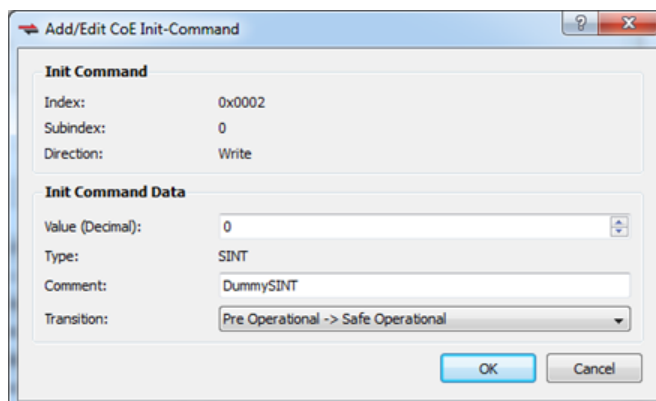 Add/Edit CoE Init-Command
Init Command
Index: 0x0002
Subindex: 0
Direction: Write
Init Command Data
Value (Decimal): 0
Type: SINT
Comment: DummySINT
Transition: Pre Operational -> Safe Operational
OK Cancel